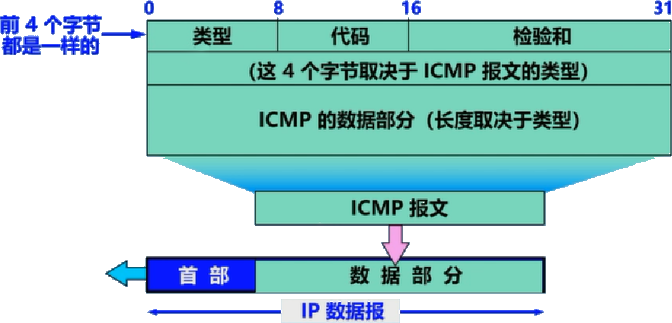 0 8 16 31
前 4 个字节
都是一样的
类型 代码 检验和
(这 4 个字节取决于 ICMP 报文的类型)
ICMP 的数据部分（长度取决于类型）
ICMP 报文
首 部 数 据 部 分
IP 数据报